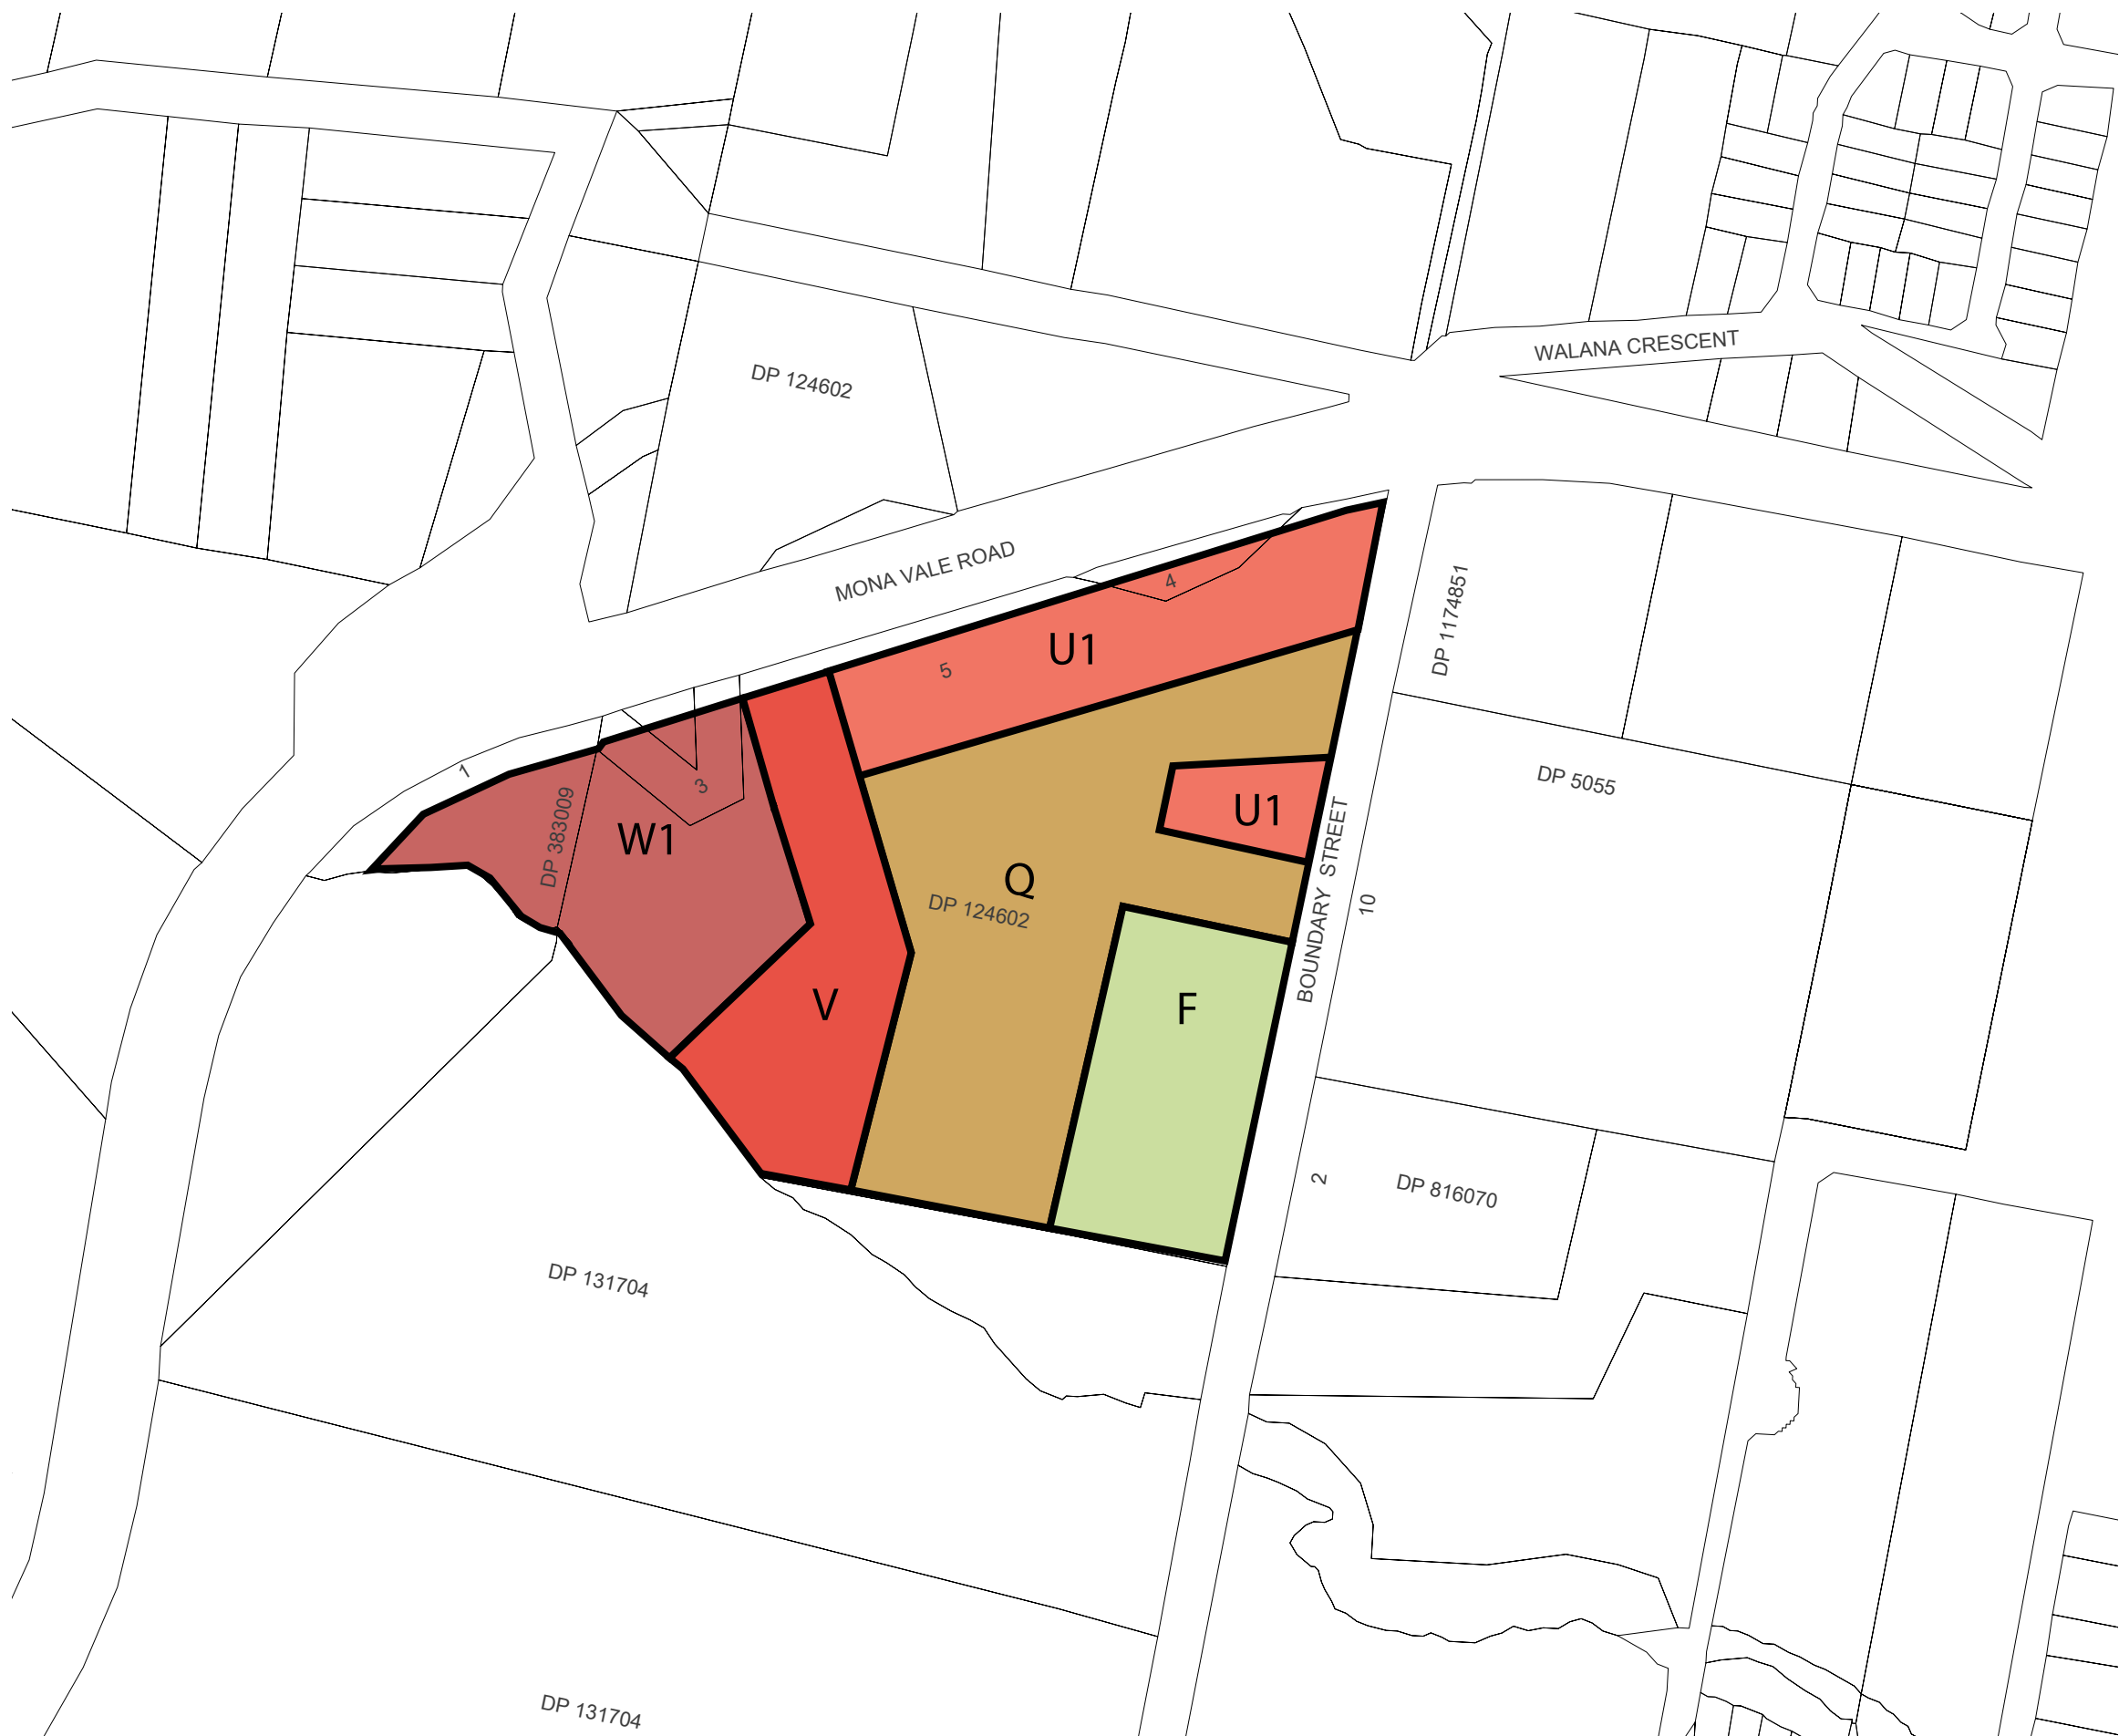 WALANA CRESCENT
DP 124602
MONA VALE ROAD
4
DP 1174851
U1
5
1
3
DP 383009
W1
U1
DP 5055
BOUNDARY STREET
Q
DP 124602
10
V
F
2
DP 816070
DP 131704
DP 131704